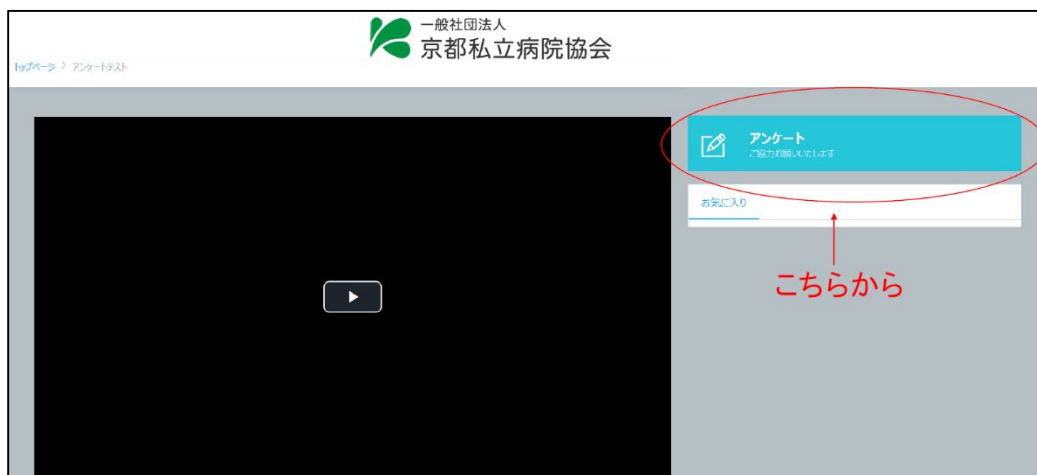 一般社団法人
京都私立病院協会
トップページ > アンケートテスト
アンケート
ご協力お願いいたします
お気に入り
こちらから